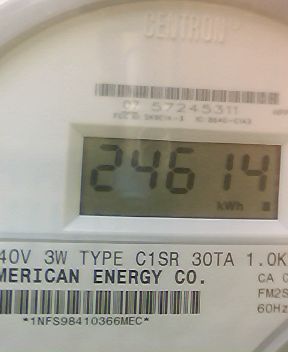 CENTRON
57245311
24614
kWh
40V 3W TYPE C1SR 30TA 1.0K
MERICAN ENERGY CO.
CA
FM2S
60Hz
*1NFS98410366MEC*